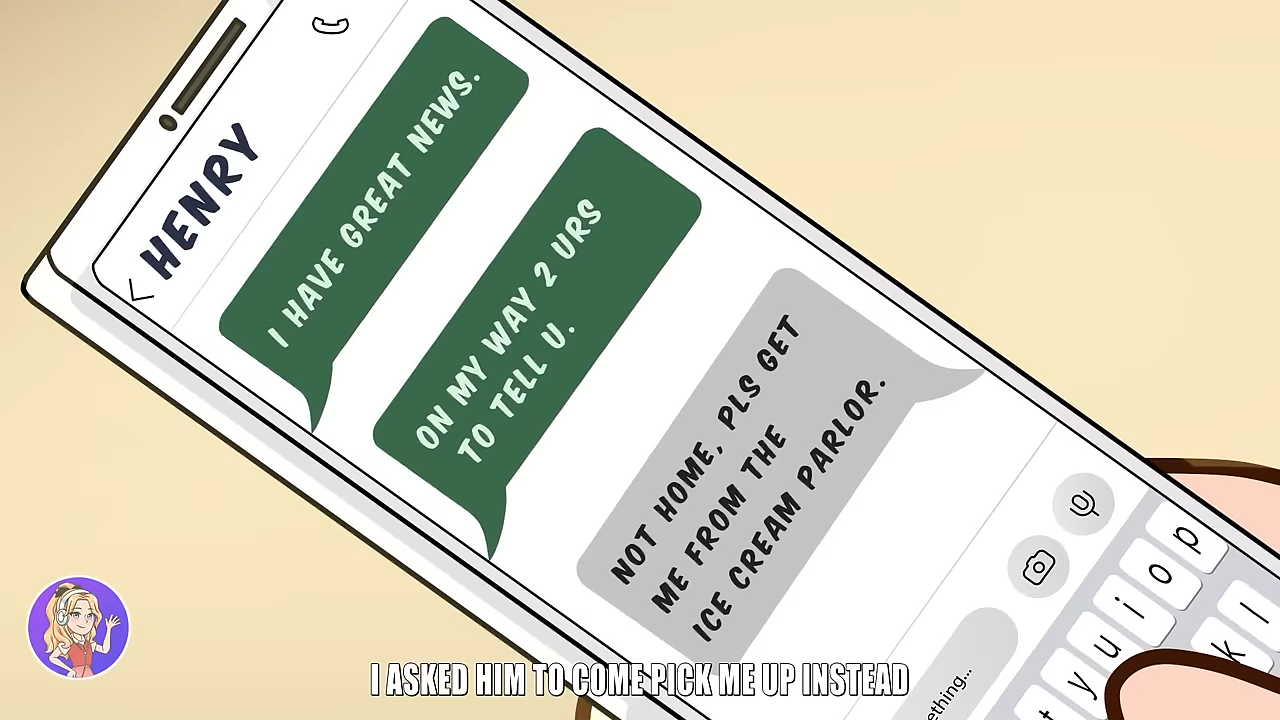 HENRY
I HAVE GREAT NEWS.
ON MY WAY 2 URS
TO TELL U.
NOT HOME, PLS GET
ME FROM THE
ICE CREAM PARLOR.
ething...
t y u i o p
k l
I ASKED HIM TO COME PICK ME UP INSTEAD